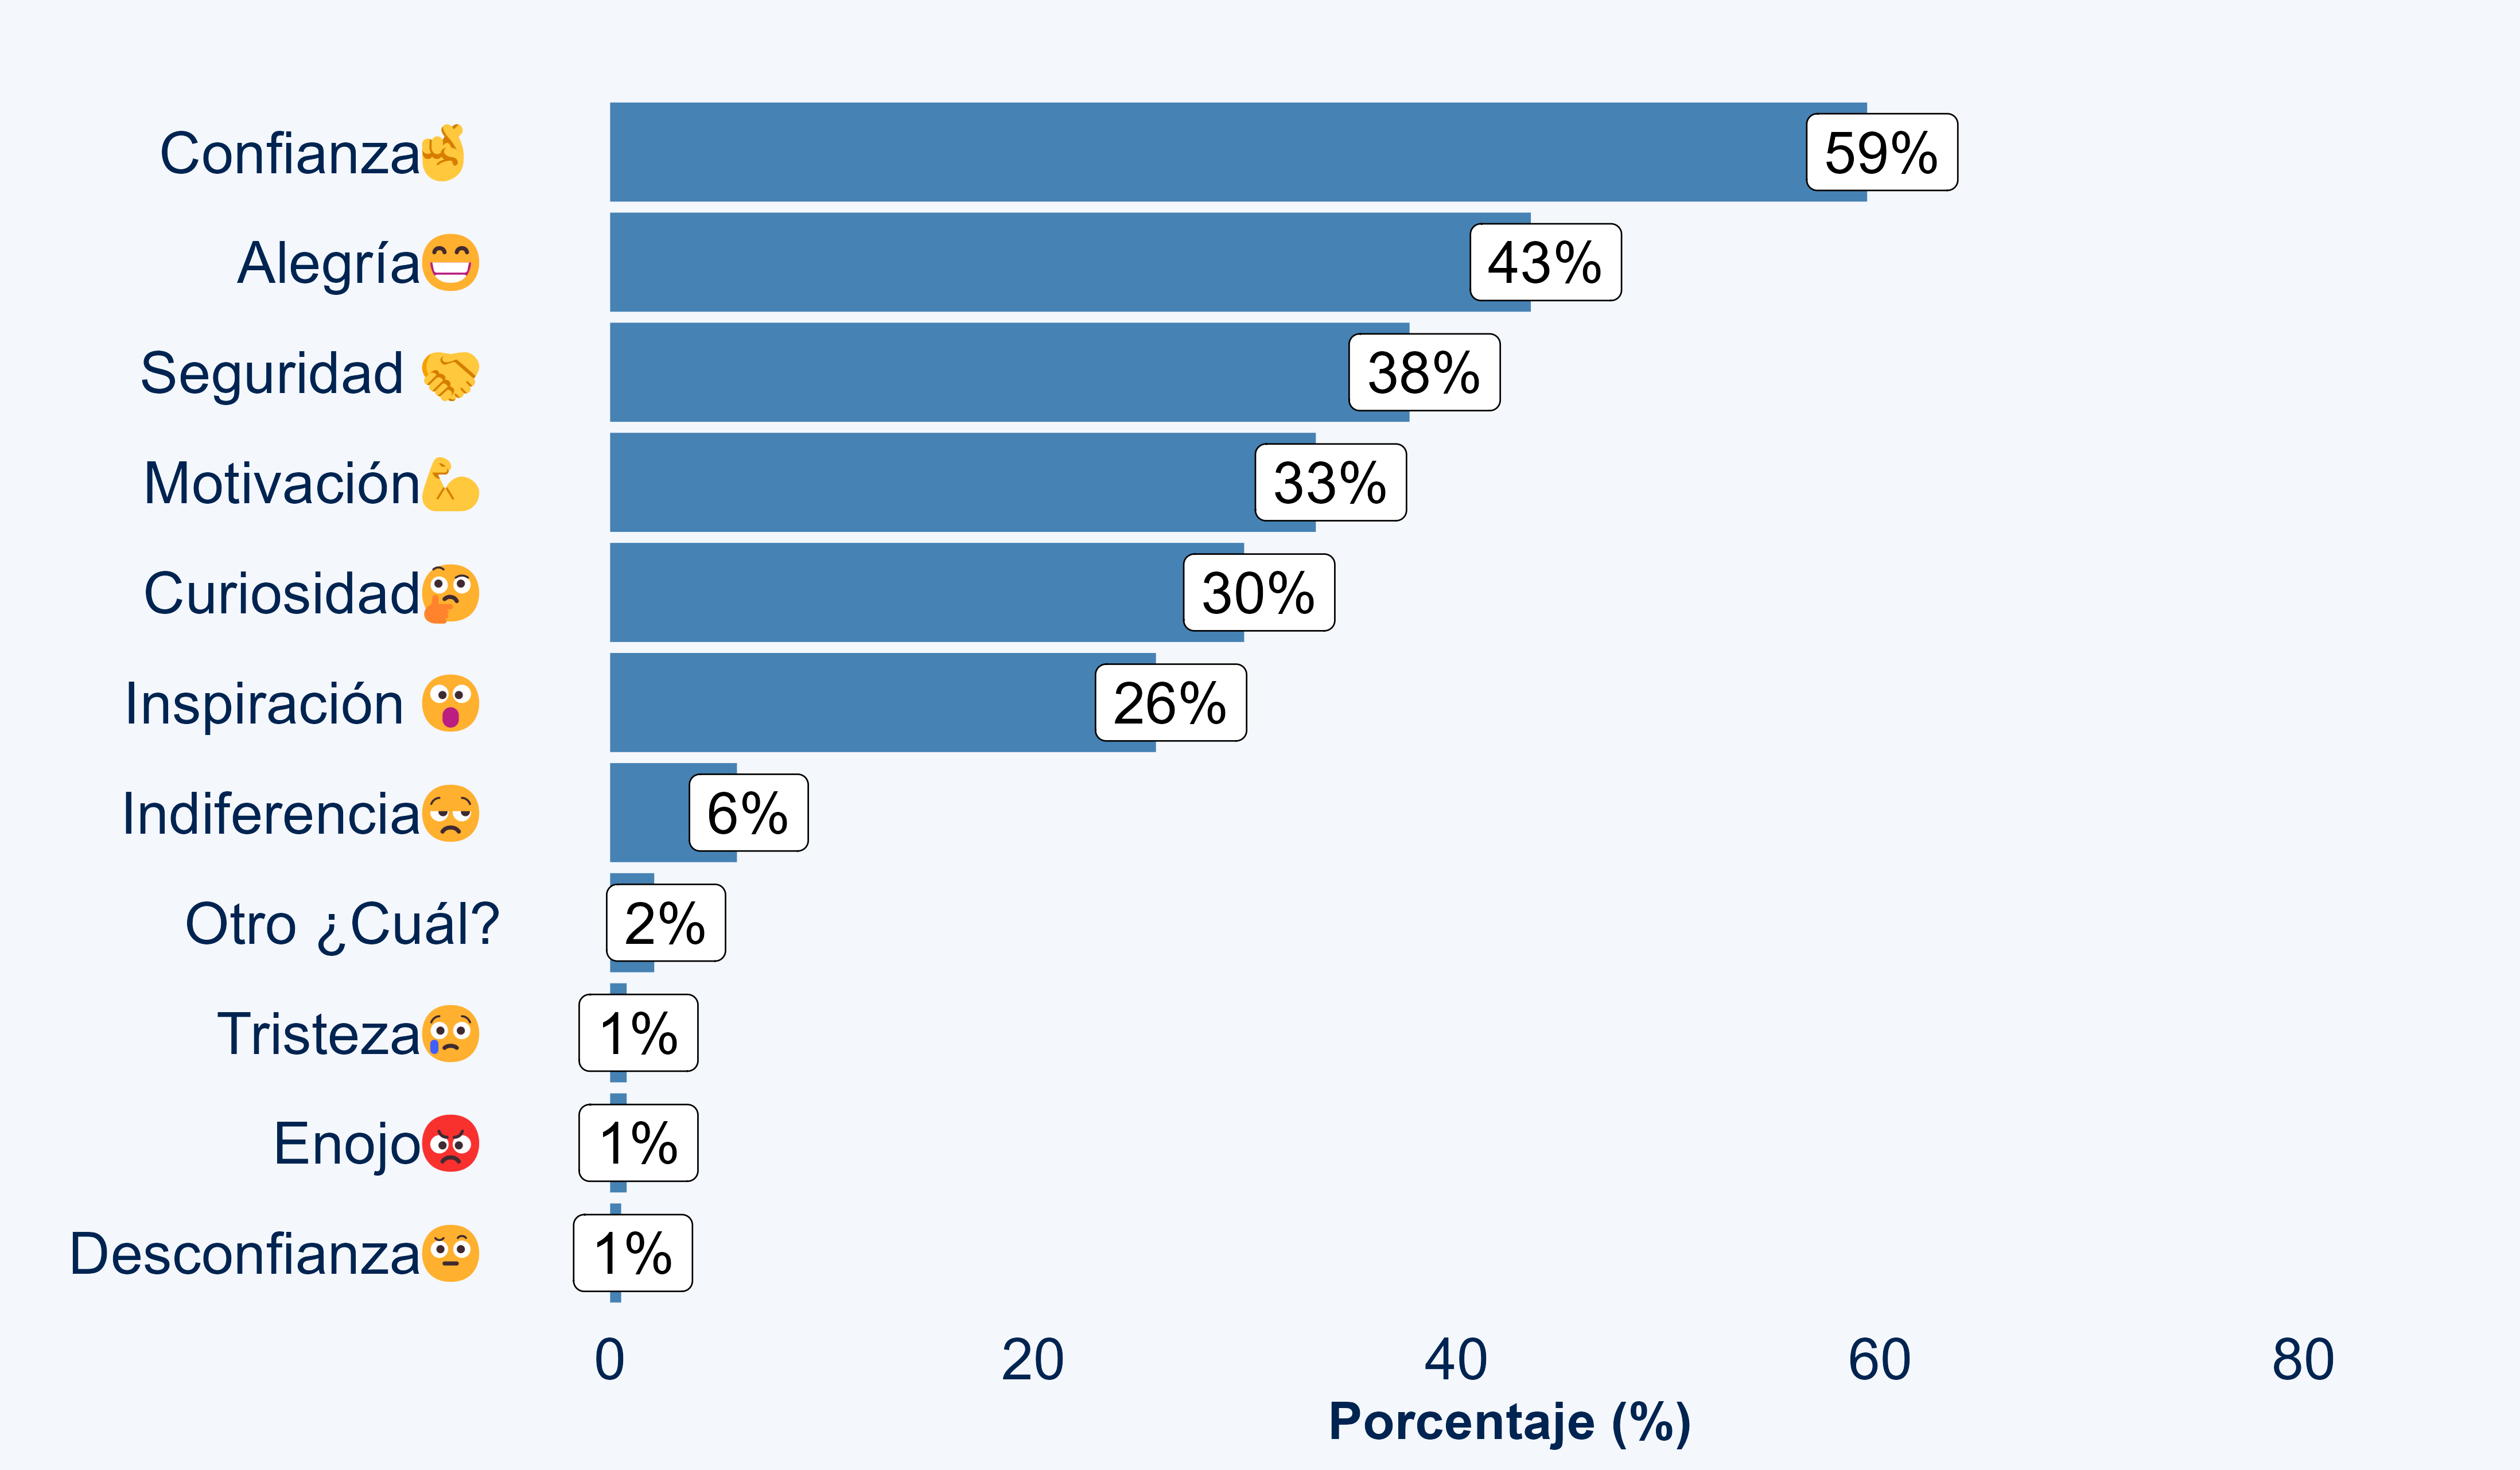 Confianza🤞 59%
Alegría😁 43%
Seguridad 🤝 38%
Motivación💪 33%
Curiosidad🤔 30%
Inspiración 😮 26%
Indiferencia😒 6%
Otro ¿Cuál? 2%
Tristeza😢 1%
Enojo😡 1%
Desconfianza🤨 1%
0 20 40 60 80
Porcentaje (%)